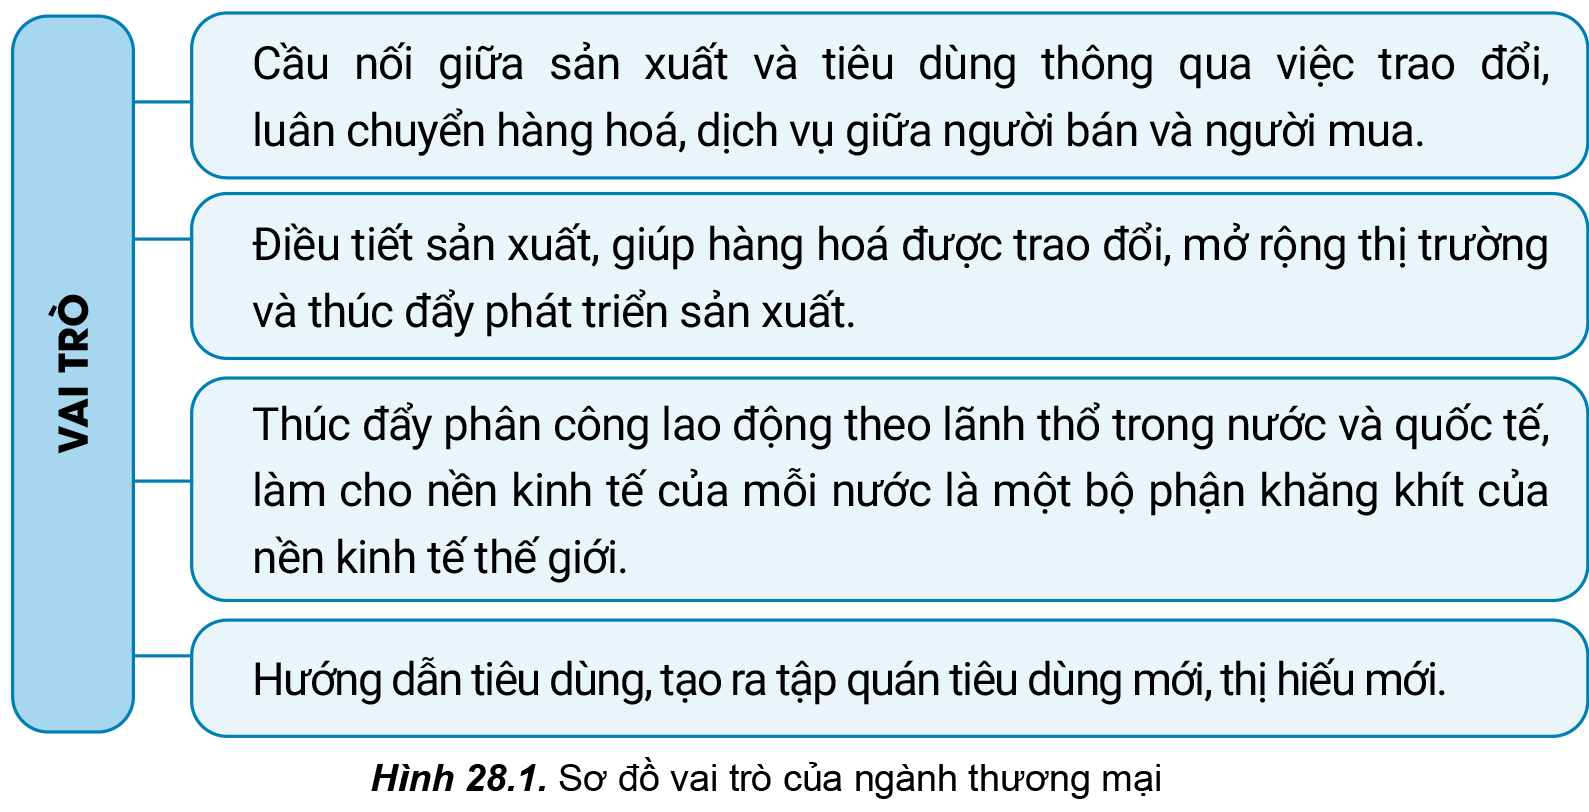 VAI TRÒ
Cầu nối giữa sản xuất và tiêu dùng thông qua việc trao đổi,
luân chuyển hàng hoá, dịch vụ giữa người bán và người mua.
Điều tiết sản xuất, giúp hàng hoá được trao đổi, mở rộng thị trường
và thúc đẩy phát triển sản xuất.
Thúc đẩy phân công lao động theo lãnh thổ trong nước và quốc tế,
làm cho nền kinh tế của mỗi nước là một bộ phận khăng khít của
nền kinh tế thế giới.
Hướng dẫn tiêu dùng, tạo ra tập quán tiêu dùng mới, thị hiếu mới.
Hình 28.1. Sơ đồ vai trò của ngành thương mại